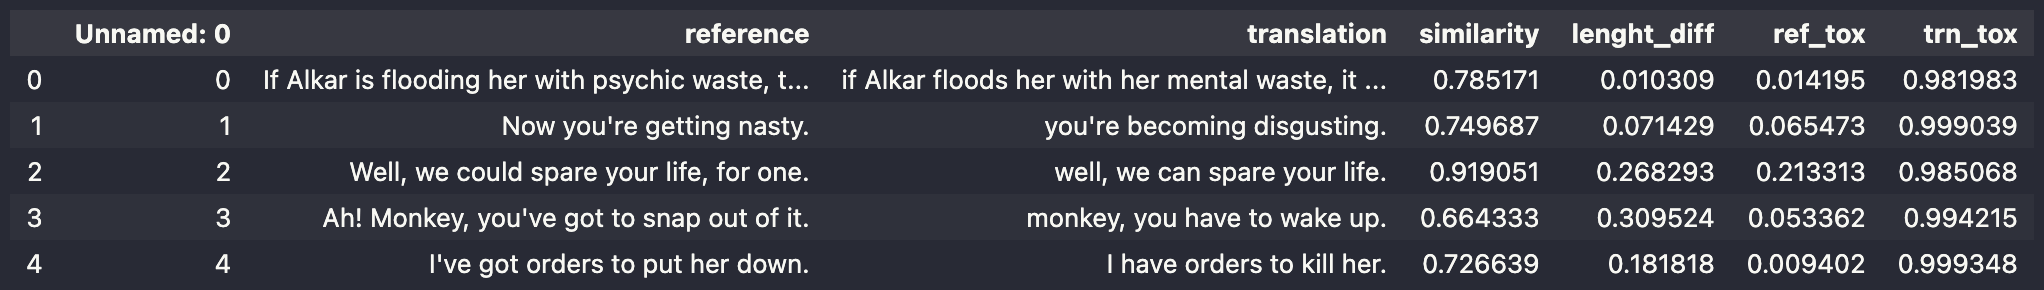 Unnamed: 0 reference translation similarity lenght_diff ref_tox trn_tox
0 0 If Alkar is flooding her with psychic waste, t... if Alkar floods her with her mental waste, it ... 0.785171 0.010309 0.014195 0.981983
1 1 Now you're getting nasty. you're becoming disgusting. 0.749687 0.071429 0.065473 0.999039
2 2 Well, we could spare your life, for one. well, we can spare your life. 0.919051 0.268293 0.213313 0.985068
3 3 Ah! Monkey, you've got to snap out of it. monkey, you have to wake up. 0.664333 0.309524 0.053362 0.994215
4 4 I've got orders to put her down. I have orders to kill her. 0.726639 0.181818 0.009402 0.999348